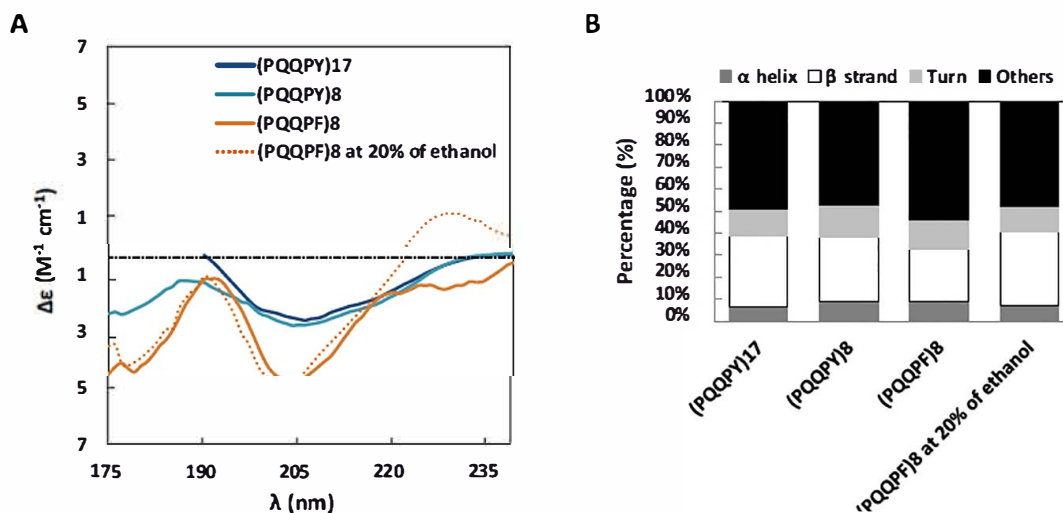 A
7
5
3
1
1
3
5
7
Δε (M⁻¹ cm⁻¹)
(PQQPY)17
(PQQPY)8
(PQQPF)8
(PQQPF)8 at 20% of ethanol
175 190 205 220 235
λ (nm)
B
α helix β strand Turn Others
100%
90%
80%
70%
60%
50%
40%
30%
20%
10%
0%
Percentage (%)
(PQQPY)17
(PQQPY)8
(PQQPF)8
(PQQPF)8 at 20% of ethanol